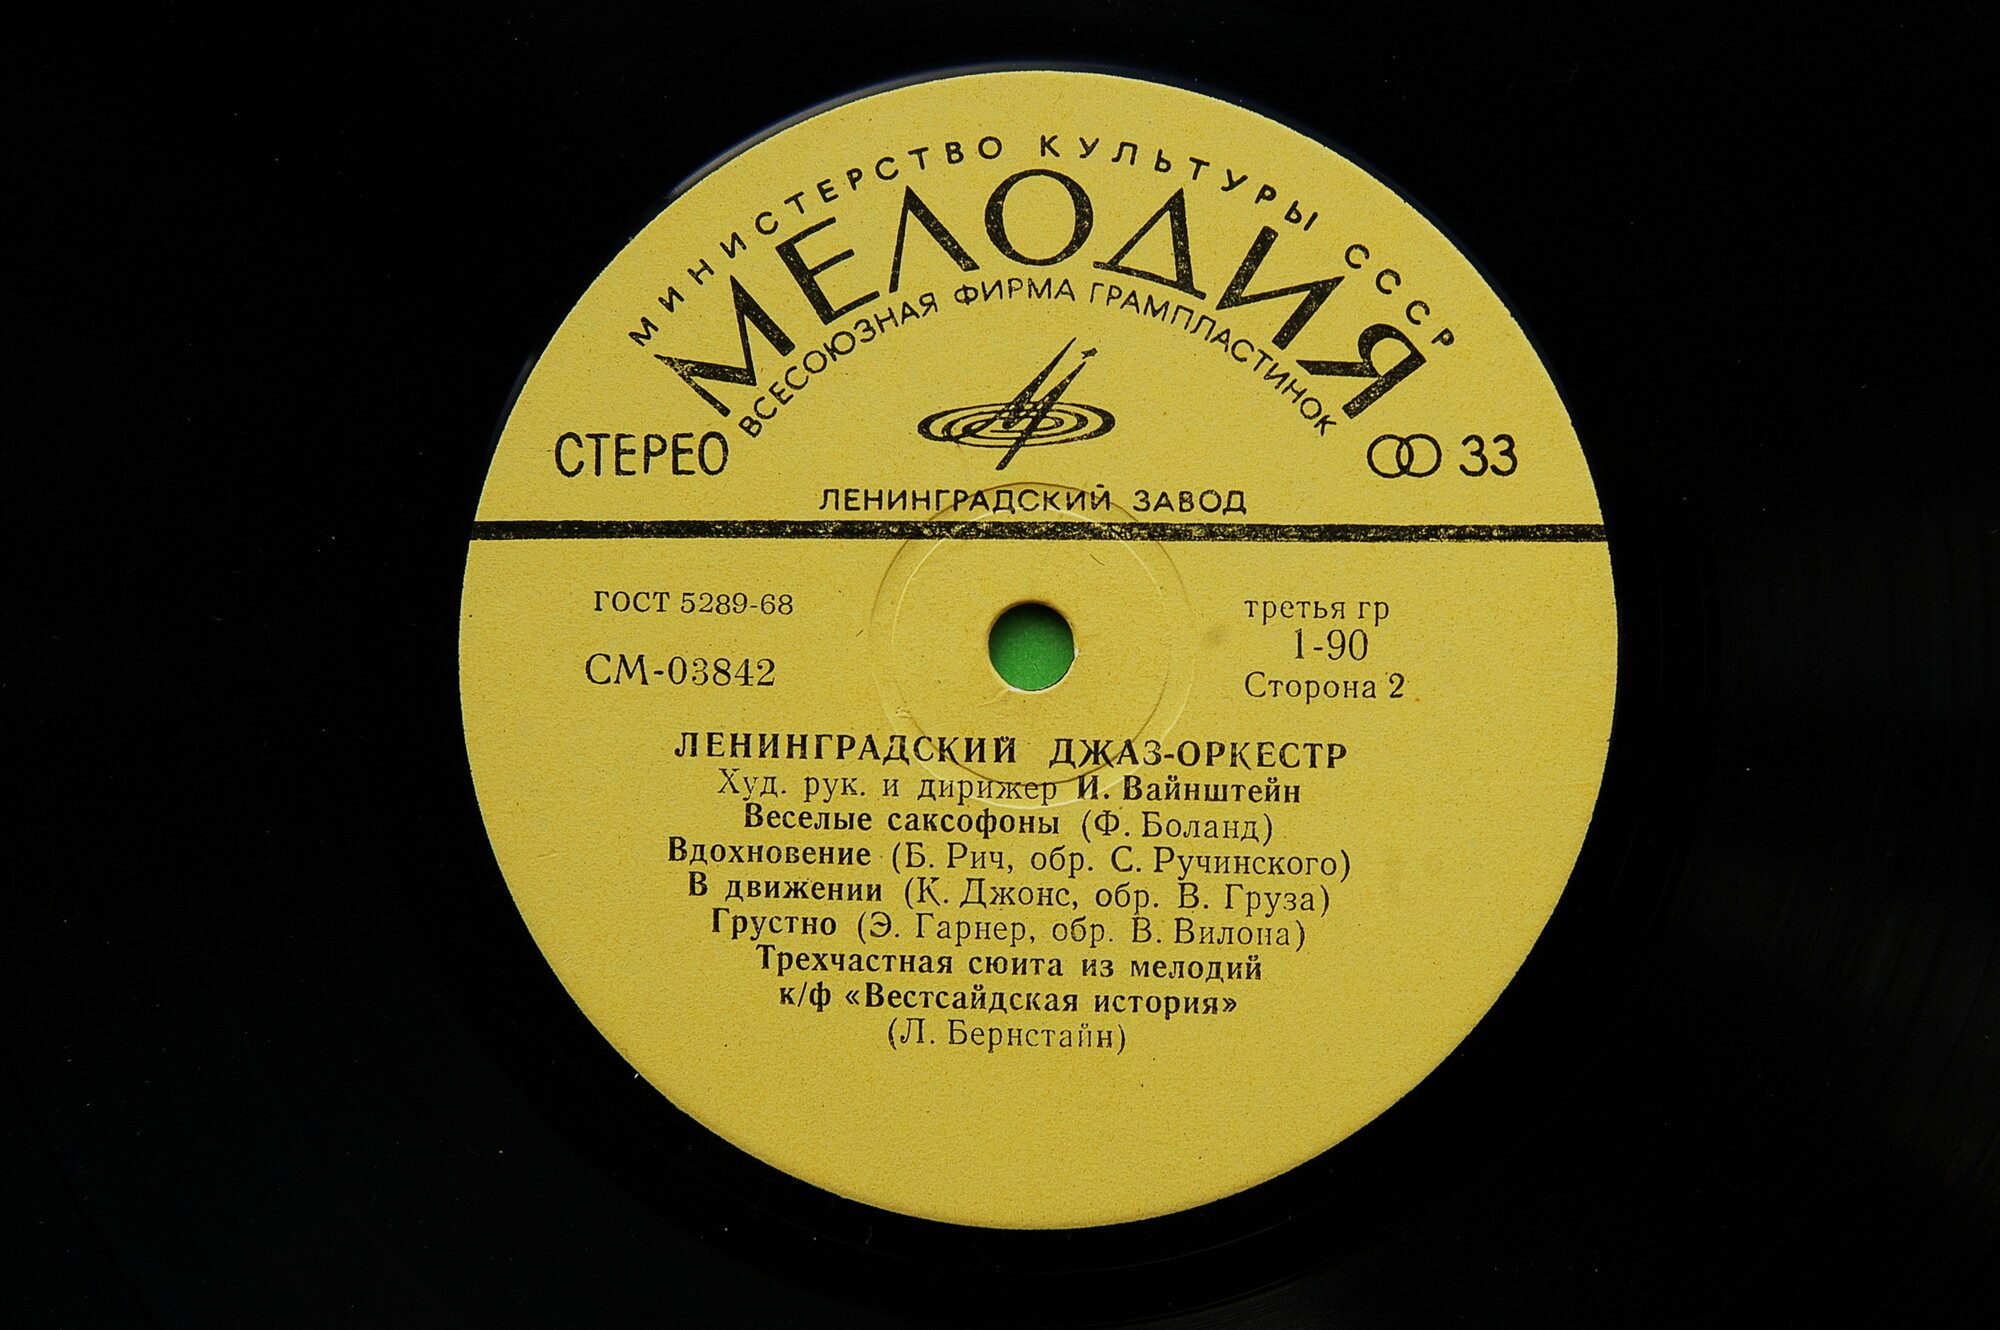 МИНИСТЕРСТВО КУЛЬТУРЫ СССР
МЕЛОДИЯ
ВСЕСОЮЗНАЯ ФИРМА ГРАМПЛАСТИНОК
СТЕРЕО
33
ЛЕНИНГРАДСКИЙ ЗАВОД
ГОСТ 5289-68
третья гр
1-90
СМ-03842
Сторона 2
ЛЕНИНГРАДСКИЙ ДЖАЗ-ОРКЕСТР
Худ. рук. и дирижер И. Вайнштейн
Веселые саксофоны (Ф. Боланд)
Вдохновение (Б. Рич, обр. С. Ручинского)
В движении (К. Джонс, обр. В. Груза)
Грустно (Э. Гарнер, обр. В. Вилона)
Трехчастная сюита из мелодий
к/ф «Вестсайдская история»
(Л. Бернстайн)